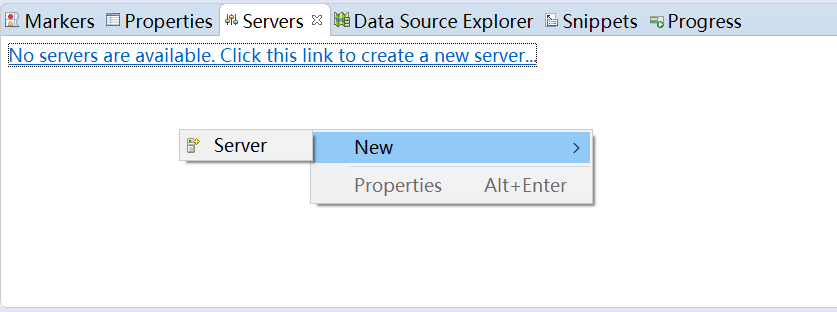 Markers Properties Servers Data Source Explorer Snippets Progress
No servers are available. Click this link to create a new server...
Server New
Properties Alt+Enter